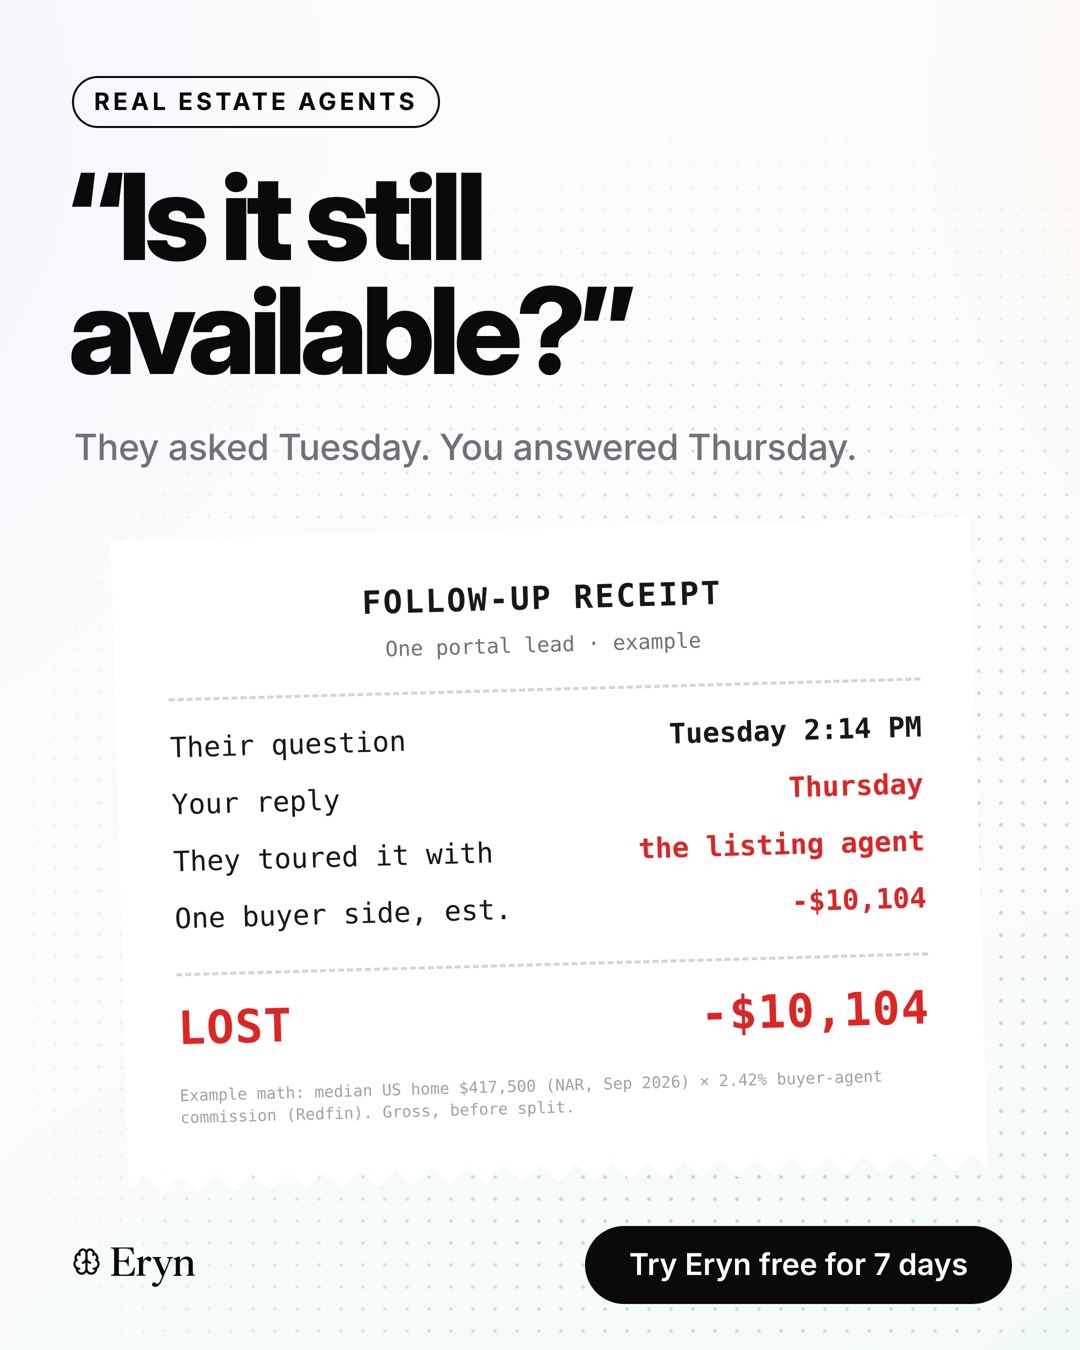 REAL ESTATE AGENTS
“Is it still
available?”
They asked Tuesday. You answered Thursday.
FOLLOW-UP RECEIPT
One portal lead · example
Their question Tuesday 2:14 PM
Your reply Thursday
They toured it with the listing agent
One buyer side, est. -$10,104
LOST -$10,104
Example math: median US home $417,500 (NAR, Sep 2026) × 2.42% buyer-agent
commission (Redfin). Gross, before split.
Eryn
Try Eryn free for 7 days